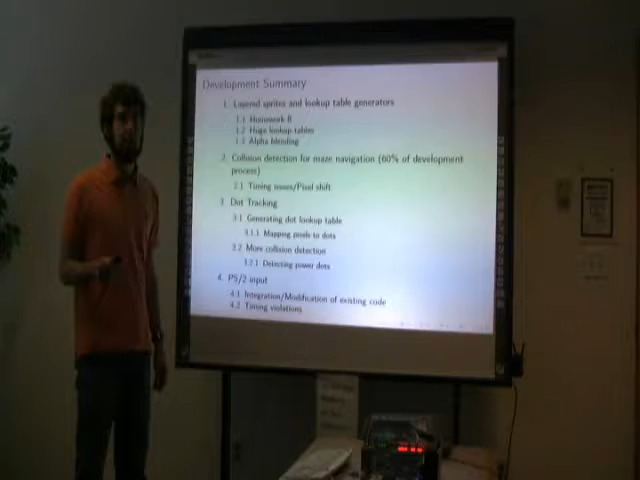 Development Summary
1. Layered sprites and lookup table generators
1.1 Homework 8
1.2 Huge lookup tables
1.3 Alpha blending
2. Collision detection for maze navigation (60% of development
process)
2.1 Timing issues/Pixel shift
3. Dot Tracking
3.1 Generating dot lookup table
3.1.1 Mapping pixels to dots
3.2 More collision detection
3.2.1 Detecting power dots
4. PS/2 input
4.1 Integration/Modification of existing code
4.2 Timing violations